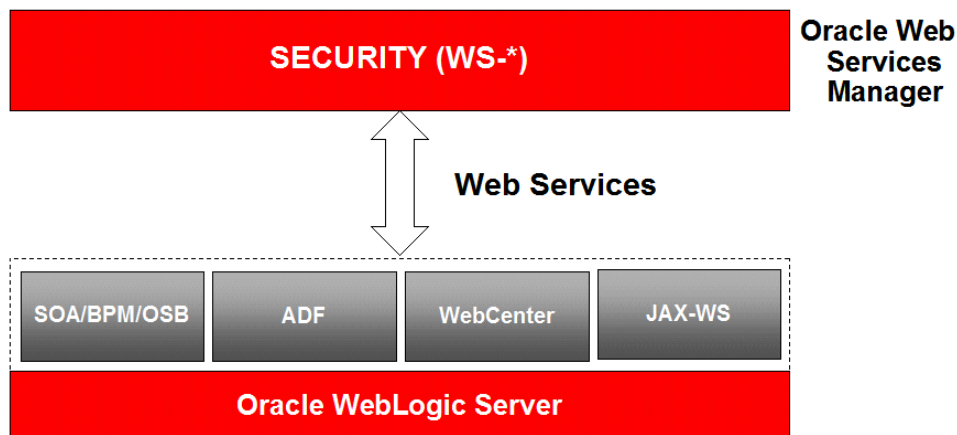 SECURITY (WS-*)
Oracle Web
Services
Manager
Web Services
SOA/BPM/OSB
ADF
WebCenter
JAX-WS
Oracle WebLogic Server